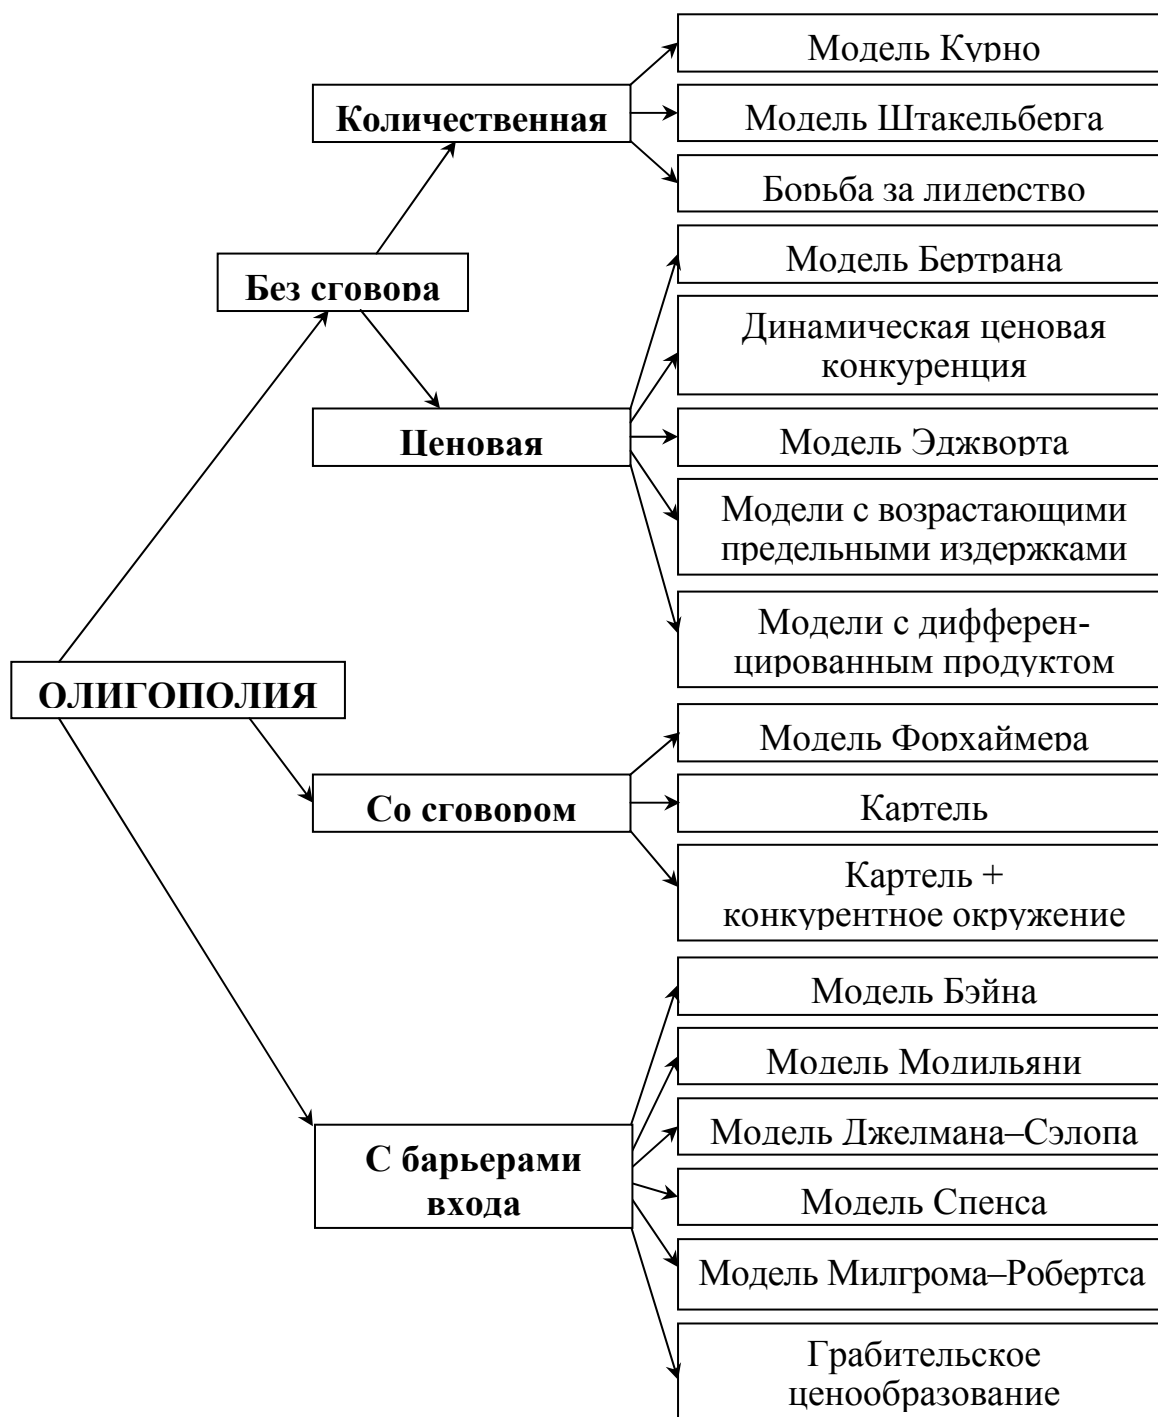 Модель Курно
Количественная
Модель Штакельберга
Борьба за лидерство
Без сговора
Модель Бертрана
Динамическая ценовая
конкуренция
Ценовая
Модель Эджворта
Модели с возрастающими
предельными издержками
Модели с дифферен-
цированным продуктом
ОЛИГОПОЛИЯ
Модель Форхаймера
Со сговором
Картель
Картель +
конкурентное окружение
Модель Бэйна
Модель Модильяни
Модель Джелмана–Сэлопа
С барьерами
входа
Модель Спенса
Модель Милгрома–Робертса
Грабительское
ценообразование